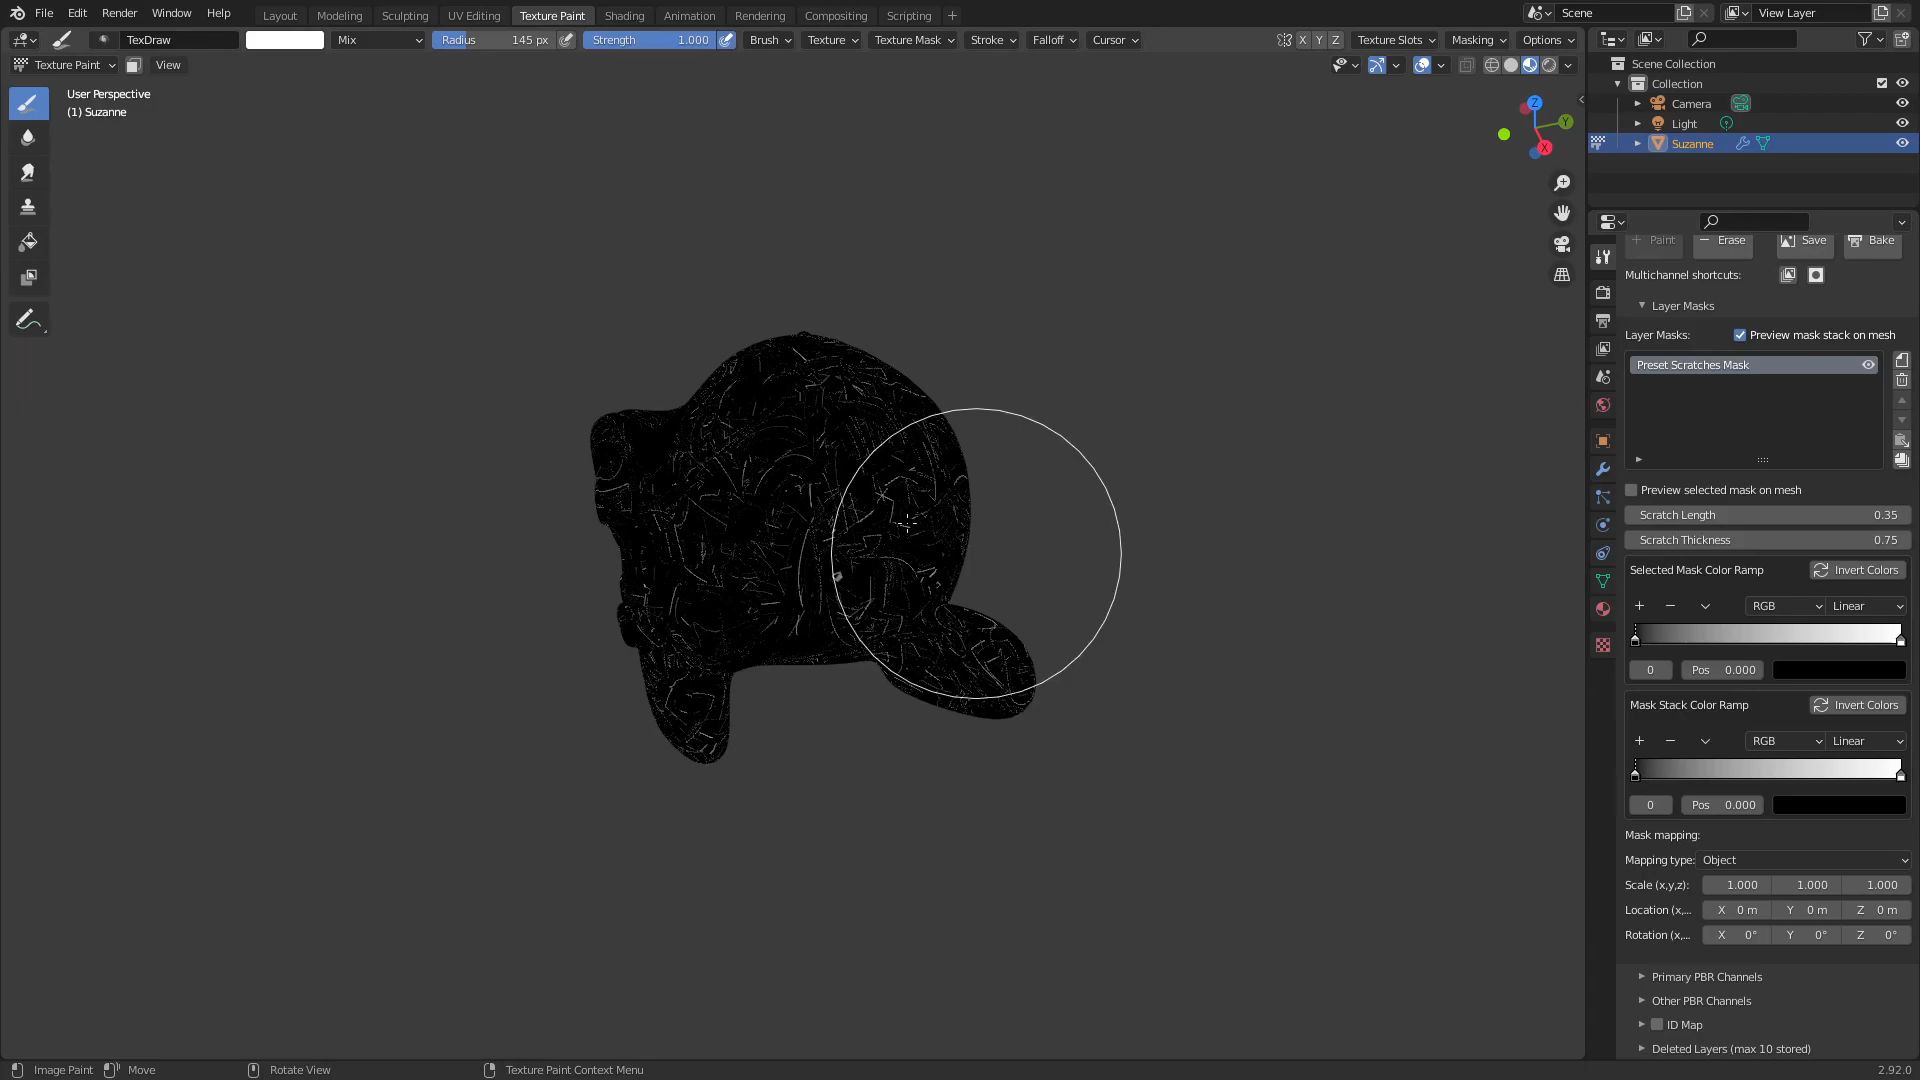 File Edit Render Window Help Layout Modeling Sculpting UV Editing Texture Paint Shading Animation Rendering Compositing Scripting + Scene View Layer
TexDraw Mix Radius 145 px Strength 1.000 Brush Texture Texture Mask Stroke Falloff Cursor X Y Z Texture Slots Masking Options
Texture Paint View
User Perspective
(1) Suzanne
Z
Y
X
Scene Collection
Collection
Camera
Light
Suzanne
Paint Erase Save Bake
Multichannel shortcuts:
Layer Masks
Layer Masks: Preview mask stack on mesh
Preset Scratches Mask
Preview selected mask on mesh
Scratch Length 0.35
Scratch Thickness 0.75
Selected Mask Color Ramp Invert Colors
RGB Linear
0 Pos 0.000
Mask Stack Color Ramp Invert Colors
RGB Linear
0 Pos 0.000
Mask mapping:
Mapping type: Object
Scale (x,y,z): 1.000 1.000 1.000
Location (x,... X 0 m Y 0 m Z 0 m
Rotation (x,... X 0° Y 0° Z 0°
Primary PBR Channels
Other PBR Channels
ID Map
Deleted Layers (max 10 stored)
Image Paint Move Rotate View Texture Paint Context Menu 2.92.0